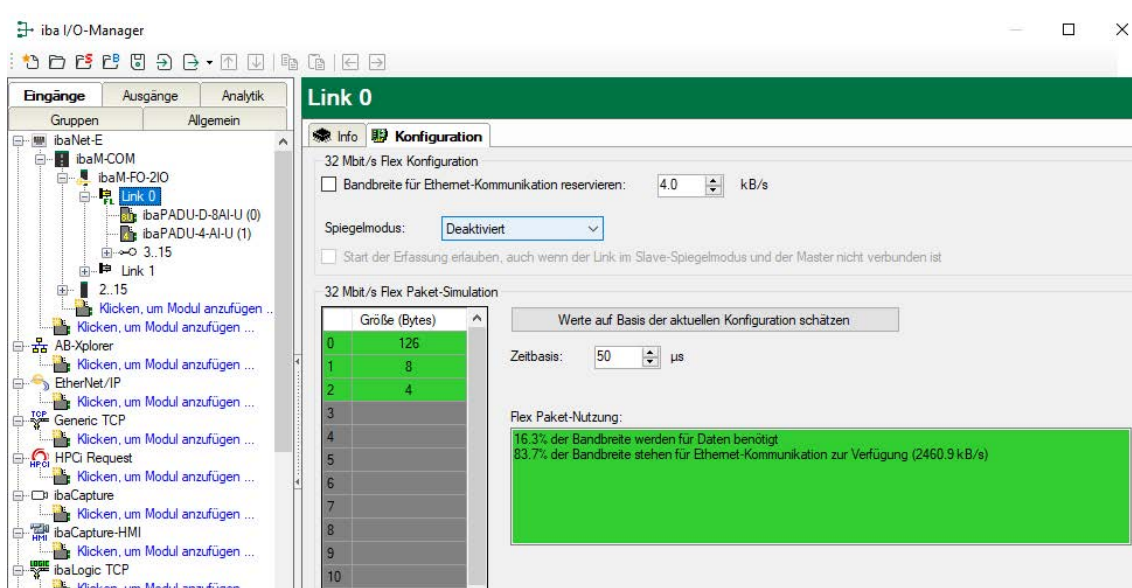 iba I/O-Manager
Eingänge Ausgänge Analytik
Gruppen Allgemein
ibaNet-E
ibaM-COM
ibaM-FO-2IO
Link 0
ibaPADU-D-8AI-U (0)
ibaPADU-4-AI-U (1)
3..15
Link 1
2..15
Klicken, um Modul anzufügen ..
Klicken, um Modul anzufügen ...
AB-Xplorer
Klicken, um Modul anzufügen ...
EtherNet/IP
Klicken, um Modul anzufügen ...
Generic TCP
Klicken, um Modul anzufügen ...
HPCi Request
Klicken, um Modul anzufügen ...
ibaCapture
Klicken, um Modul anzufügen ...
ibaCapture-HMI
Klicken, um Modul anzufügen ...
ibaLogic TCP
Klicken, um Modul anzufügen
Link 0
Info Konfiguration
32 Mbit/s Flex Konfiguration
Bandbreite für Ethernet-Kommunikation reservieren: 4.0 kB/s
Spiegelmodus: Deaktiviert
Start der Erfassung erlauben, auch wenn der Link im Slave-Spiegelmodus und der Master nicht verbunden ist
32 Mbit/s Flex Paket-Simulation
Größe (Bytes)
0 126
1 8
2 4
3
4
5
6
7
8
9
10
Werte auf Basis der aktuellen Konfiguration schätzen
Zeitbasis: 50 µs
Flex Paket-Nutzung:
16.3% der Bandbreite werden für Daten benötigt
83.7% der Bandbreite stehen für Ethernet-Kommunikation zur Verfügung (2460.9 kB/s)